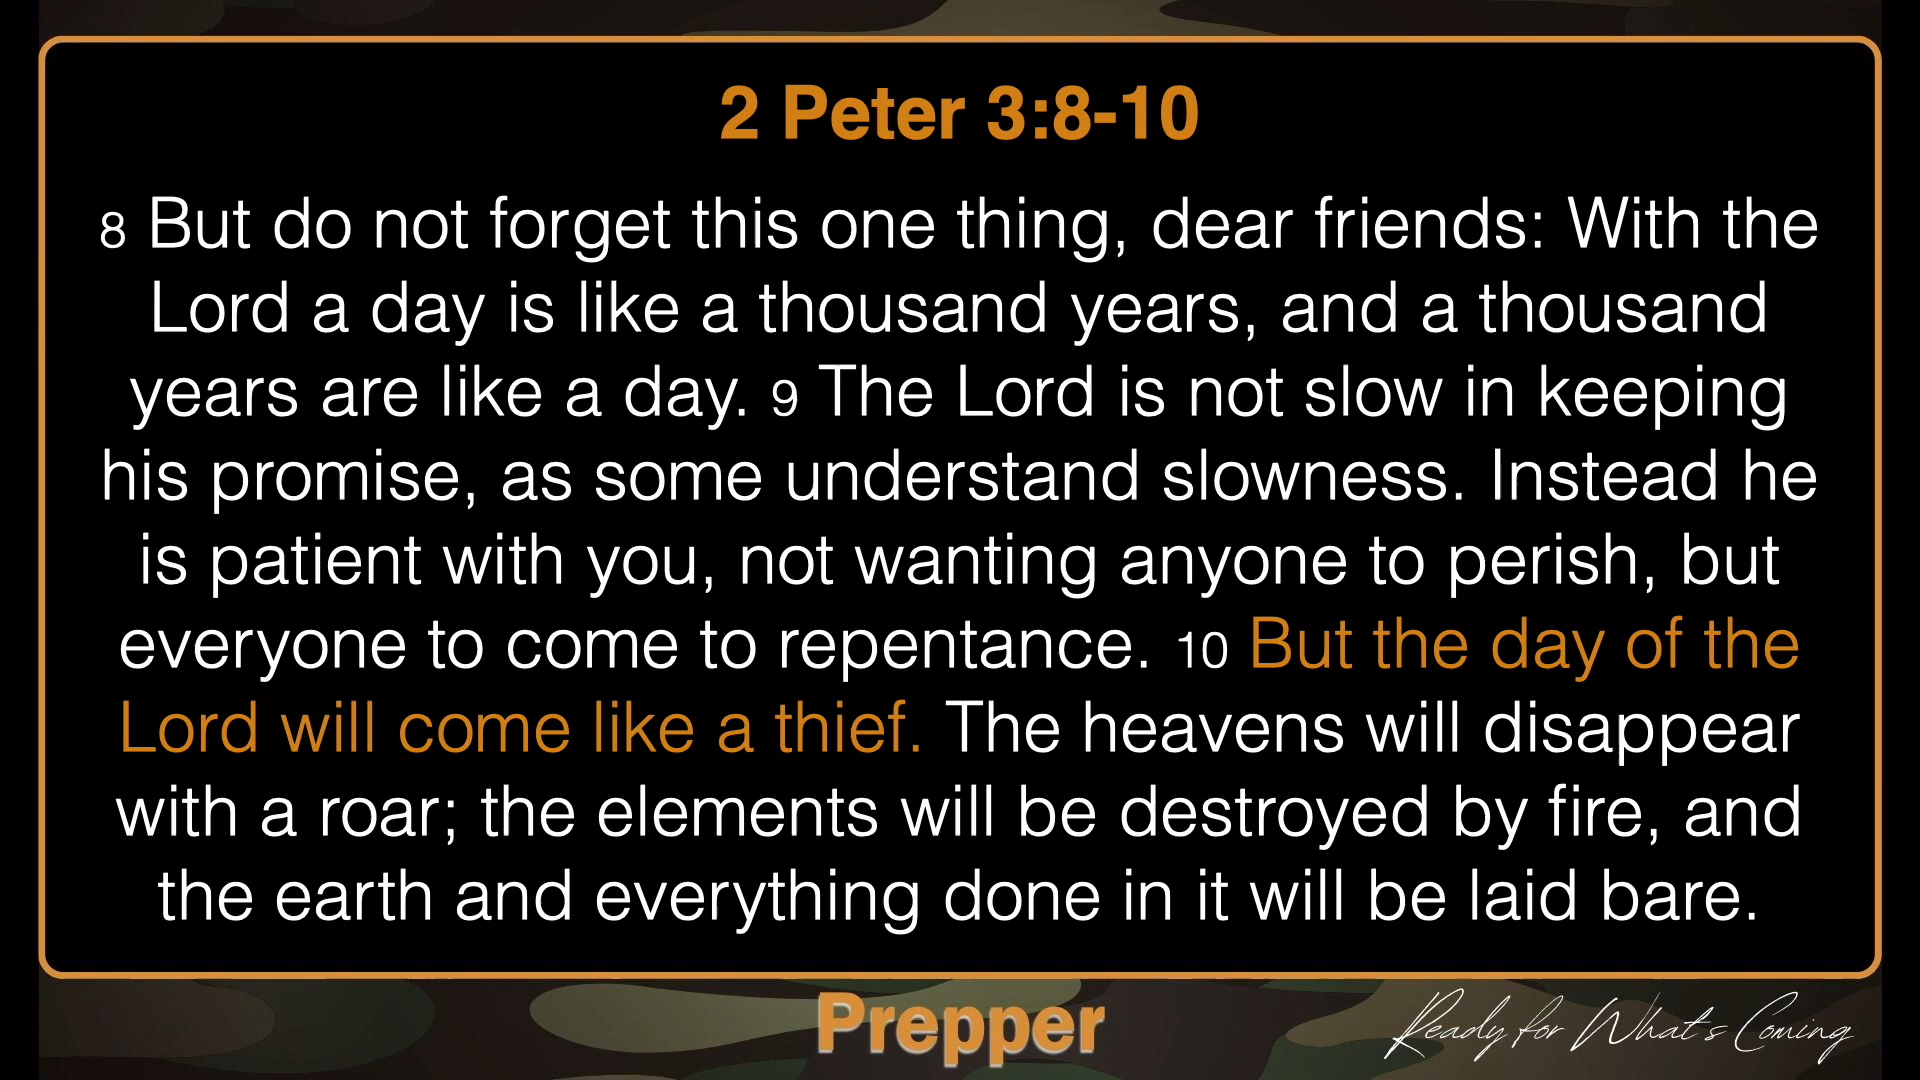 2 Peter 3:8-10
8 But do not forget this one thing, dear friends: With the
Lord a day is like a thousand years, and a thousand
years are like a day. 9 The Lord is not slow in keeping
his promise, as some understand slowness. Instead he
is patient with you, not wanting anyone to perish, but
everyone to come to repentance. 10 But the day of the
Lord will come like a thief. The heavens will disappear
with a roar; the elements will be destroyed by fire, and
the earth and everything done in it will be laid bare.
Prepper
Ready for What's Coming